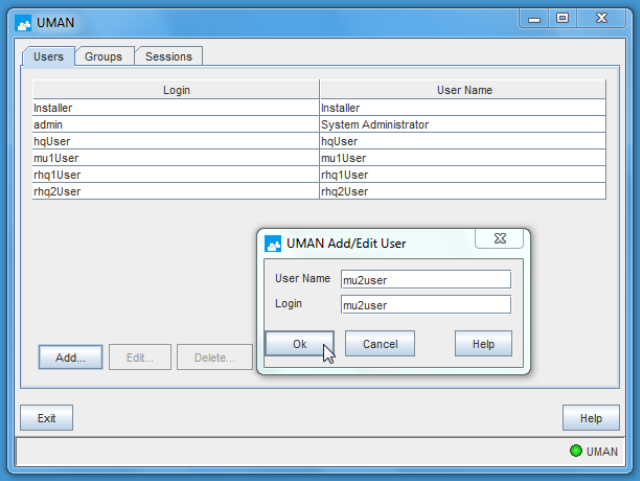 UMAN
Users Groups Sessions
Login User Name
Installer Installer
admin System Administrator
hqUser hqUser
mu1User mu1User
rhq1User rhq1User
rhq2User rhq2User
UMAN Add/Edit User
User Name mu2user
Login mu2user
Ok Cancel Help
Add... Edit... Delete...
Exit Help
UMAN